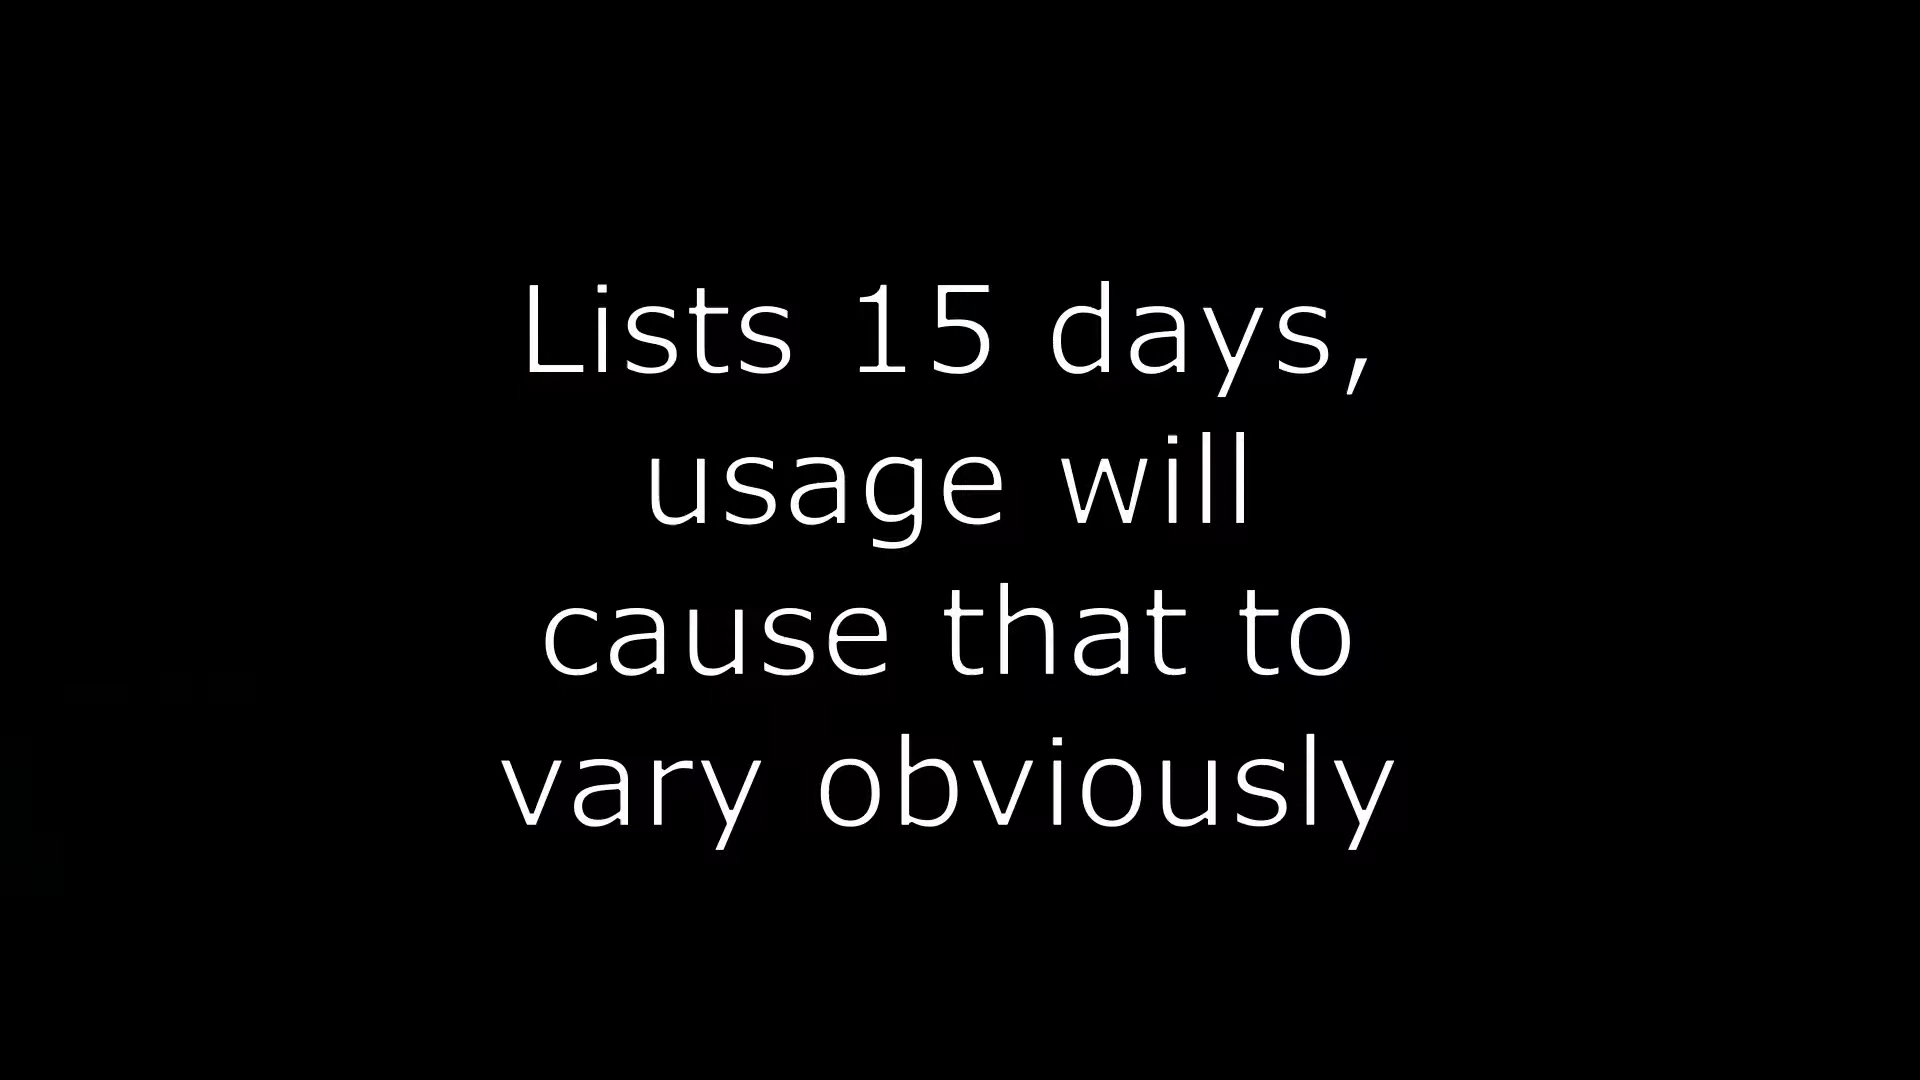 Lists 15 days,
usage will
cause that to
vary obviously